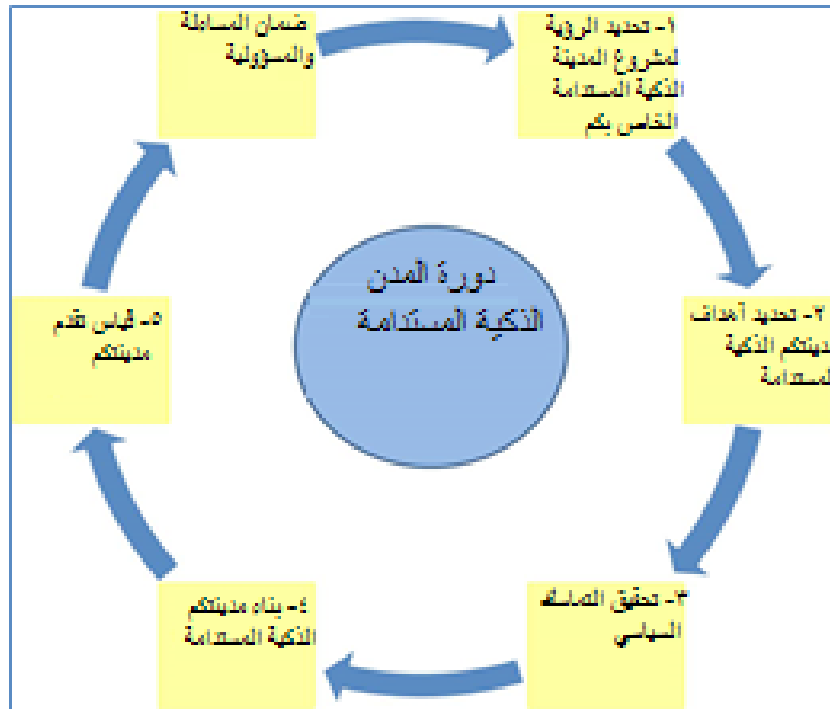 ١- تحديد الرؤية
لمشروع المدينة
الذكية المستدامة
الخاص بكم
٢- تحديد أهداف
مدينتكم الذكية
المستدامة
٣- تحقيق التماسك
السياسي
٤- بناء مدينتكم
الذكية المستدامة
٥- قياس تقدم
مدينتكم
ضمان المساءلة
والمسؤولية
دورة المدن
الذكية المستدامة